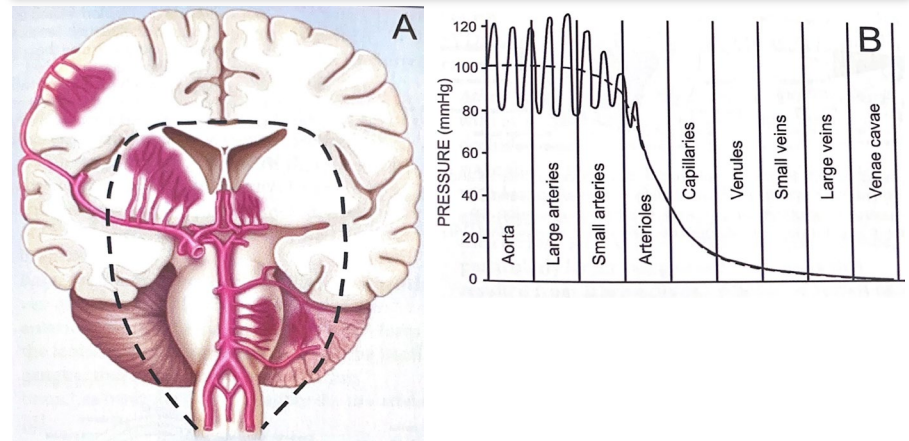 A
B
120
100
80
60
40
20
0
PRESSURE (mmHg)
Aorta
Large arteries
Small arteries
Arterioles
Capillaries
Venules
Small veins
Large veins
Venae cavae